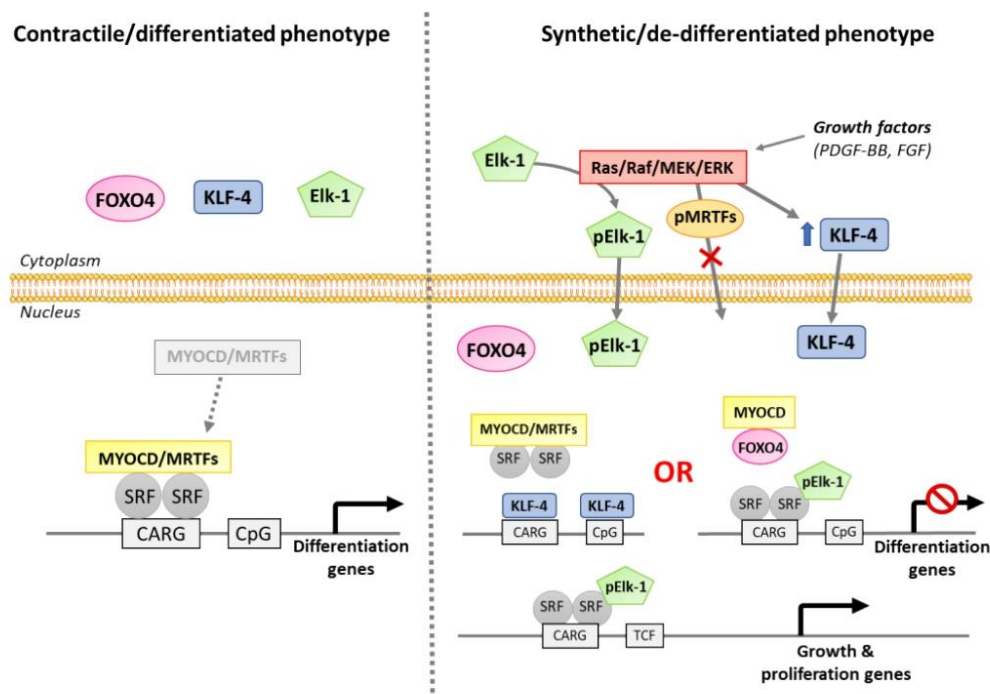 Contractile/differentiated phenotype
FOXO4
KLF-4
Elk-1
Cytoplasm
Nucleus
MYOCD/MRTFs
MYOCD/MRTFs
SRF
SRF
CARG
CpG
Differentiation
genes
Synthetic/de-differentiated phenotype
Growth factors
(PDGF-BB, FGF)
Elk-1
Ras/Raf/MEK/ERK
pElk-1
pMRTFs
KLF-4
FOXO4
pElk-1
KLF-4
MYOCD/MRTFs
SRF
SRF
KLF-4
KLF-4
CARG
CpG
OR
MYOCD
FOXO4
pElk-1
SRF
SRF
CARG
CpG
Differentiation
genes
pElk-1
SRF
SRF
CARG
TCF
Growth &
proliferation genes